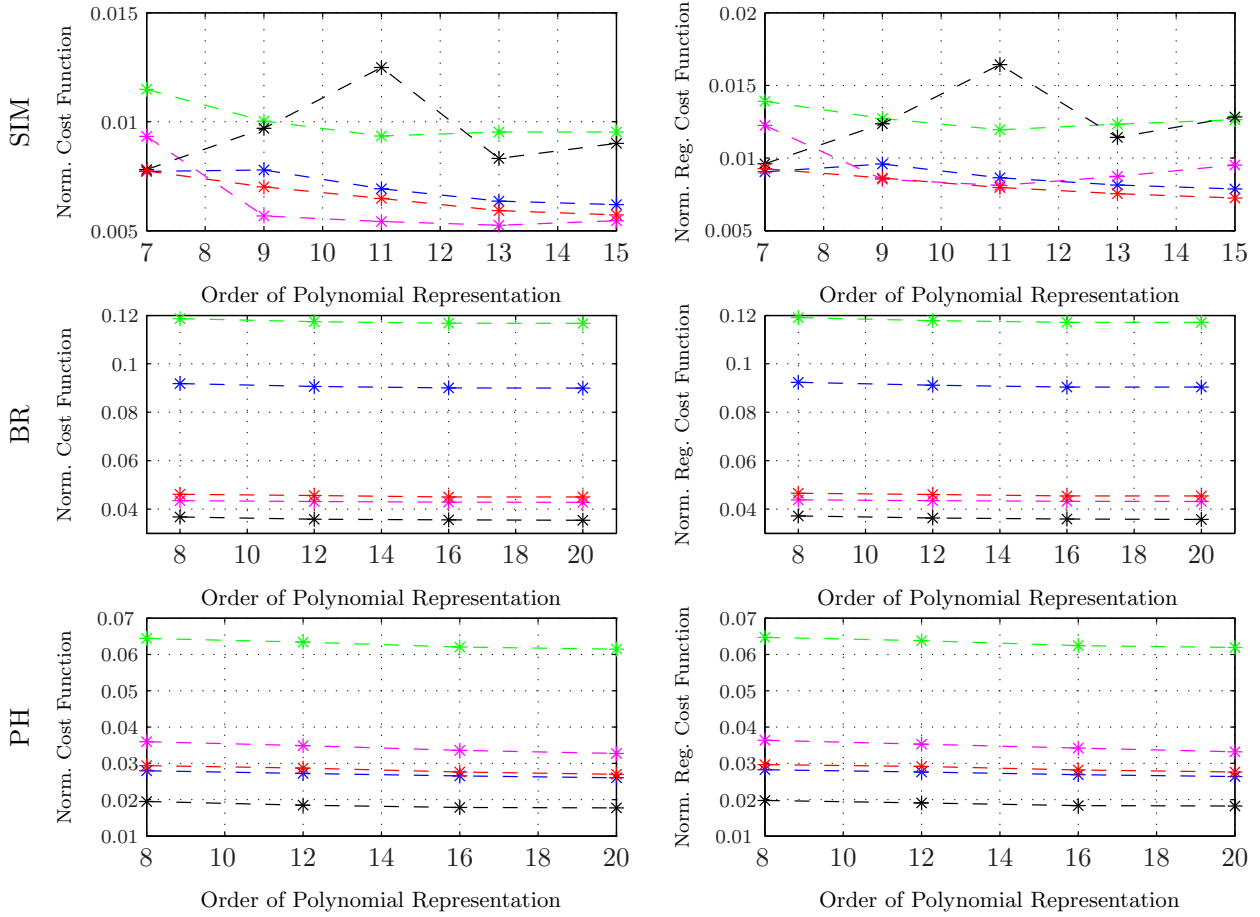 SIM
Norm. Cost Function
0.015
0.01
0.005
7 8 9 10 11 12 13 14 15
Order of Polynomial Representation
Norm. Reg. Cost Function
0.02
0.015
0.01
0.005
7 8 9 10 11 12 13 14 15
Order of Polynomial Representation
BR
Norm. Cost Function
0.12
0.1
0.08
0.06
0.04
8 10 12 14 16 18 20
Order of Polynomial Representation
Norm. Reg. Cost Function
0.12
0.1
0.08
0.06
0.04
8 10 12 14 16 18 20
Order of Polynomial Representation
PH
Norm. Cost Function
0.07
0.06
0.05
0.04
0.03
0.02
0.01
8 10 12 14 16 18 20
Order of Polynomial Representation
Norm. Reg. Cost Function
0.07
0.06
0.05
0.04
0.03
0.02
0.01
8 10 12 14 16 18 20
Order of Polynomial Representation